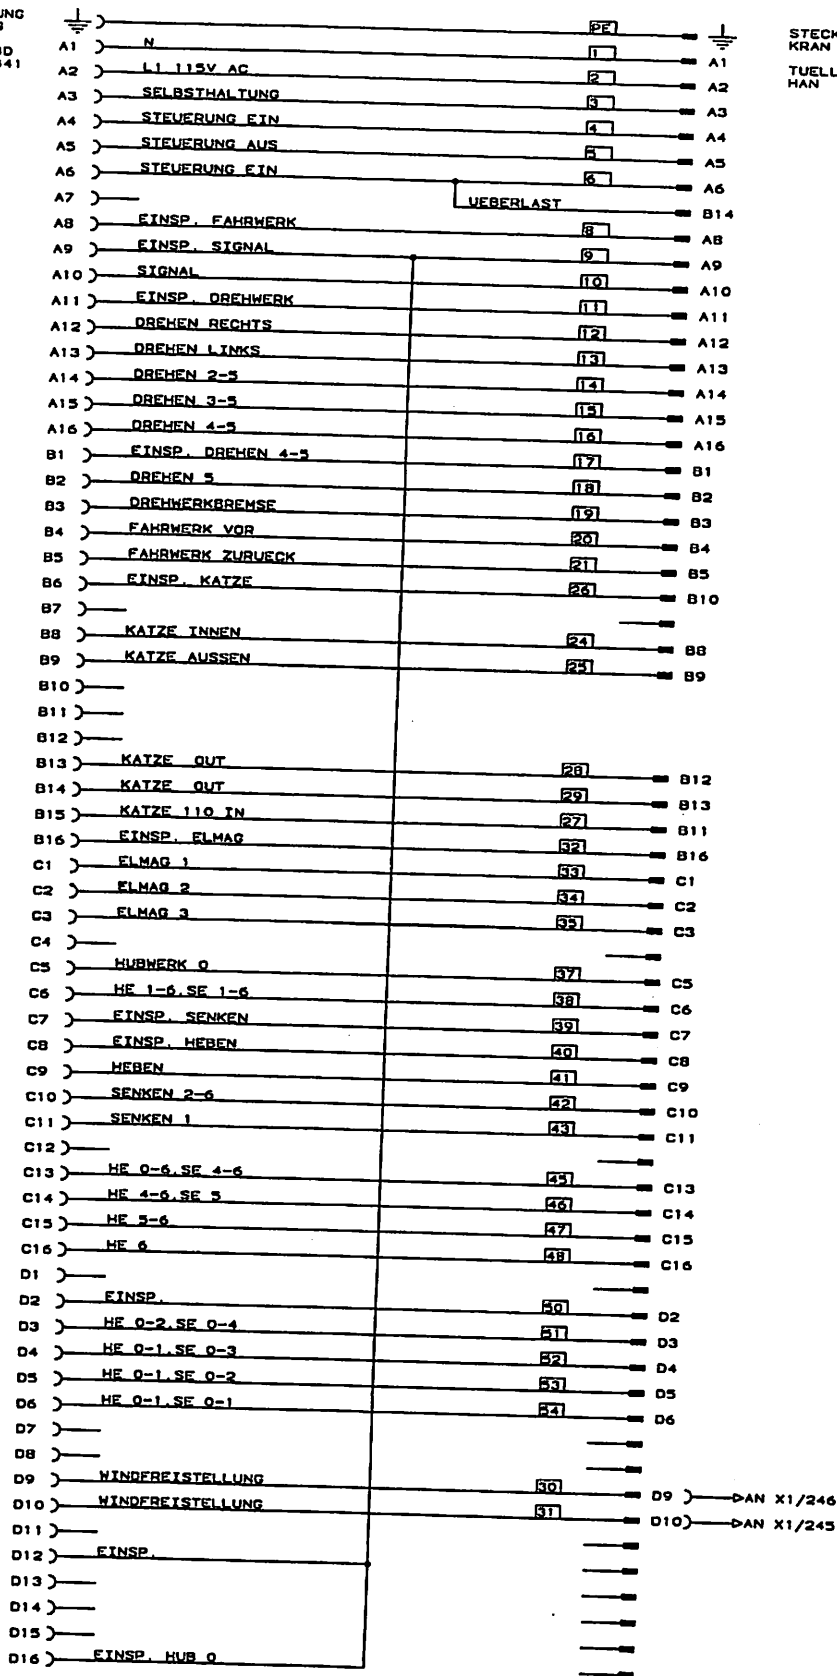 UNG
G
D
341
PE
STECK
KRAN
TUELL
HAN
A1 N 1 A1
A2 L1 115V AC 2 A2
A3 SELBSTHALTUNG 3 A3
A4 STEUERUNG EIN 4 A4
A5 STEUERUNG AUS 5 A5
A6 STEUERUNG EIN 6 A6
A7 UEBERLAST B14
A8 EINSP. FAHRWERK 8 A8
A9 EINSP. SIGNAL 9 A9
A10 SIGNAL 10 A10
A11 EINSP. DREHWERK 11 A11
A12 DREHEN RECHTS 12 A12
A13 DREHEN LINKS 13 A13
A14 DREHEN 2-5 14 A14
A15 DREHEN 3-5 15 A15
A16 DREHEN 4-5 16 A16
B1 EINSP. DREHEN 4-5 17 B1
B2 DREHEN 5 18 B2
B3 DREHWERKBREMSE 19 B3
B4 FAHRWERK VOR 20 B4
B5 FAHRWERK ZURUECK 21 B5
B6 EINSP. KATZE 26 B10
B7
B8 KATZE INNEN 24 B8
B9 KATZE AUSSEN 25 B9
B10
B11
B12
B13 KATZE OUT 28 B12
B14 KATZE OUT 29 B13
B15 KATZE 110 IN 27 B11
B16 EINSP. ELMAG 32 B16
C1 ELMAG 1 33 C1
C2 ELMAG 2 34 C2
C3 ELMAG 3 35 C3
C4
C5 HUBWERK 0 37 C5
C6 HE 1-6.SE 1-6 38 C6
C7 EINSP. SENKEN 39 C7
C8 EINSP. HEBEN 40 C8
C9 HEBEN 41 C9
C10 SENKEN 2-6 42 C10
C11 SENKEN 1 43 C11
C12
C13 HE 0-6.SE 4-6 45 C13
C14 HE 4-6.SE 5 46 C14
C15 HE 5-6 47 C15
C16 HE 6 48 C16
D1
D2 EINSP. 50 D2
D3 HE 0-2.SE 0-4 51 D3
D4 HE 0-1.SE 0-3 52 D4
D5 HE 0-1.SE 0-2 53 D5
D6 HE 0-1.SE 0-1 54 D6
D7
D8
D9 WINDFREISTELLUNG 30 D9 AN X1/246
D10 WINDFREISTELLUNG 31 D10 AN X1/245
D11
D12 EINSP.
D13
D14
D15
D16 EINSP. HUB 0